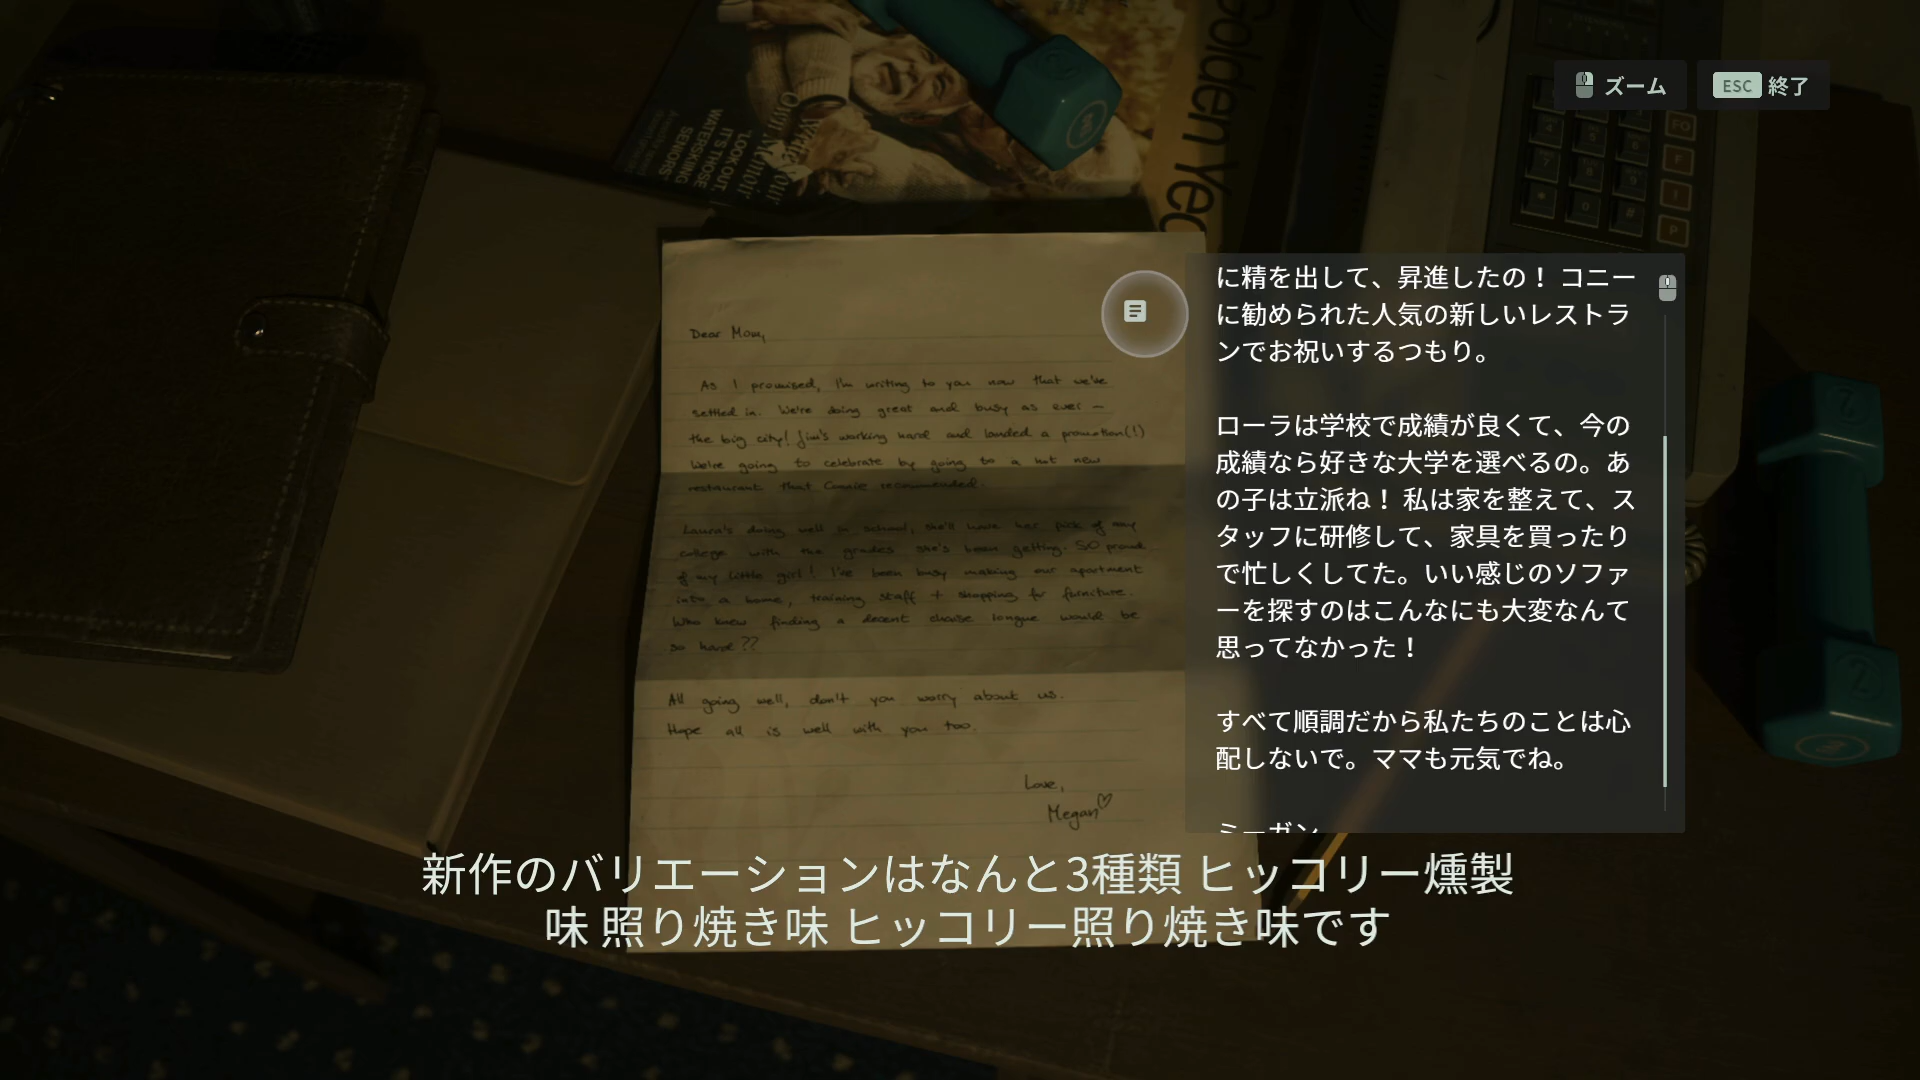 ズーム
ESC 終了
Golden Yea
Own Memoir
"LOOK OUT,
IT'S THOSE
WATERSKIING
SENIORS"
Dear Mom,
As I promised, I'm writing to you now that we've
settled in. We're doing great and busy as ever –
the big city! Jim's working hard and landed a promotion(!)
We're going to celebrate by going to a hot new
restaurant that Connie recommended.
Laura's doing well in school, she'll have her pick of any
college with the grades she's been getting. SO proud
of my little girl! I've been busy making our apartment
into a home, training staff + shopping for furniture.
Who knew finding a decent chaise longue would be
so hard??
All going well, don't you worry about us.
Hope all is well with you too.
Love,
Megan♡
に精を出して、昇進したの！ コニー
に勧められた人気の新しいレストラ
ンでお祝いするつもり。
ローラは学校で成績が良くて、今の
成績なら好きな大学を選べるの。あ
の子は立派ね！ 私は家を整えて、ス
タッフに研修して、家具を買ったり
で忙しくしてた。いい感じのソファ
ーを探すのはこんなにも大変なんて
思ってなかった！
すべて順調だから私たちのことは心
配しないで。ママも元気でね。
ミーガン
新作のバリエーションはなんと3種類 ヒッコリー燻製
味 照り焼き味 ヒッコリー照り焼き味です